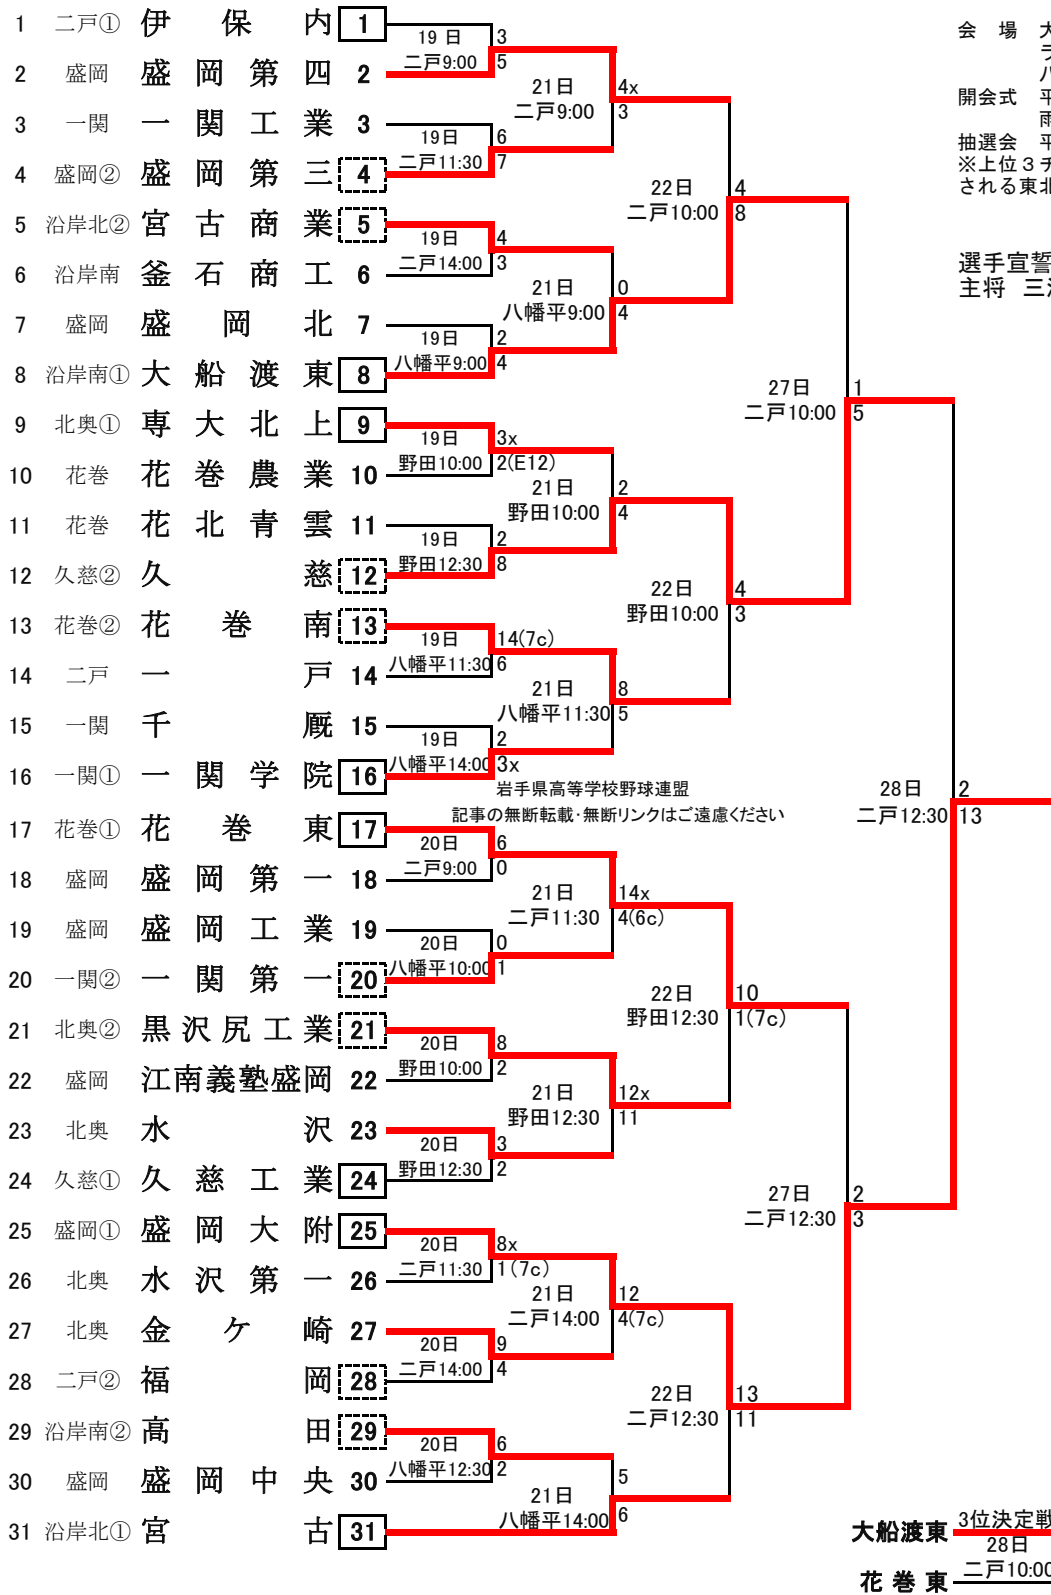 1 二戸① 伊保内 1
2 盛岡 盛岡第四 2
3 一関 一関工業 3
4 盛岡② 盛岡第三 4
5 沿岸北② 宮古商業 5
6 沿岸南 釜石商工 6
7 盛岡 盛岡北 7
8 沿岸南① 大船渡東 8
9 北奥① 専大北上 9
10 花巻 花巻農業 10
11 花巻 花北青雲 11
12 久慈② 久慈 12
13 花巻② 花巻南 13
14 二戸 一戸 14
15 一関 千厩 15
16 一関① 一関学院 16
17 花巻① 花巻東 17
18 盛岡 盛岡第一 18
19 盛岡 盛岡工業 19
20 一関② 一関第一 20
21 北奥② 黒沢尻工業 21
22 盛岡 江南義塾盛岡 22
23 北奥 水沢 23
24 久慈① 久慈工業 24
25 盛岡① 盛岡大附 25
26 北奥 水沢第一 26
27 北奥 金ケ崎 27
28 二戸② 福岡 28
29 沿岸南② 高田 29
30 盛岡 盛岡中央 30
31 沿岸北① 宮古 31
19日 3
二戸9:00 5
19日 6
二戸11:30 7
19日 4
二戸14:00 3
19日 2
八幡平9:00 4
19日 3x
野田10:00 2(E12)
19日 2
野田12:30 8
19日 14(7c)
八幡平11:30 6
19日 2
八幡平14:00 3x
20日 6
二戸9:00 0
20日 0
八幡平10:00 1
20日 8
野田10:00 2
20日 3
野田12:30 2
20日 8x
二戸11:30 1(7c)
20日 9
二戸14:00 4
20日 6
八幡平12:30 2
21日 4x
二戸9:00 3
21日 0
八幡平9:00 4
21日 2
野田10:00 4
21日 8
八幡平11:30 5
21日 14x
二戸11:30 4(6c)
21日 12x
野田12:30 11
21日 12
二戸14:00 4(7c)
21日 5
八幡平14:00 6
22日 4
二戸10:00 8
22日 4
野田10:00 3
22日 10
野田12:30 1(7c)
22日 13
二戸12:30 11
27日 1
二戸10:00 5
27日 2
二戸12:30 3
28日 2
二戸12:30 13
岩手県高等学校野球連盟
記事の無断転載・無断リンクはご遠慮ください
会 場 大
開会式 平
雨
抽選会 平
※上位3チ
される東北
選手宣誓
主将 三
大船渡東 3位決定戦
28日
花巻東 二戸10:00